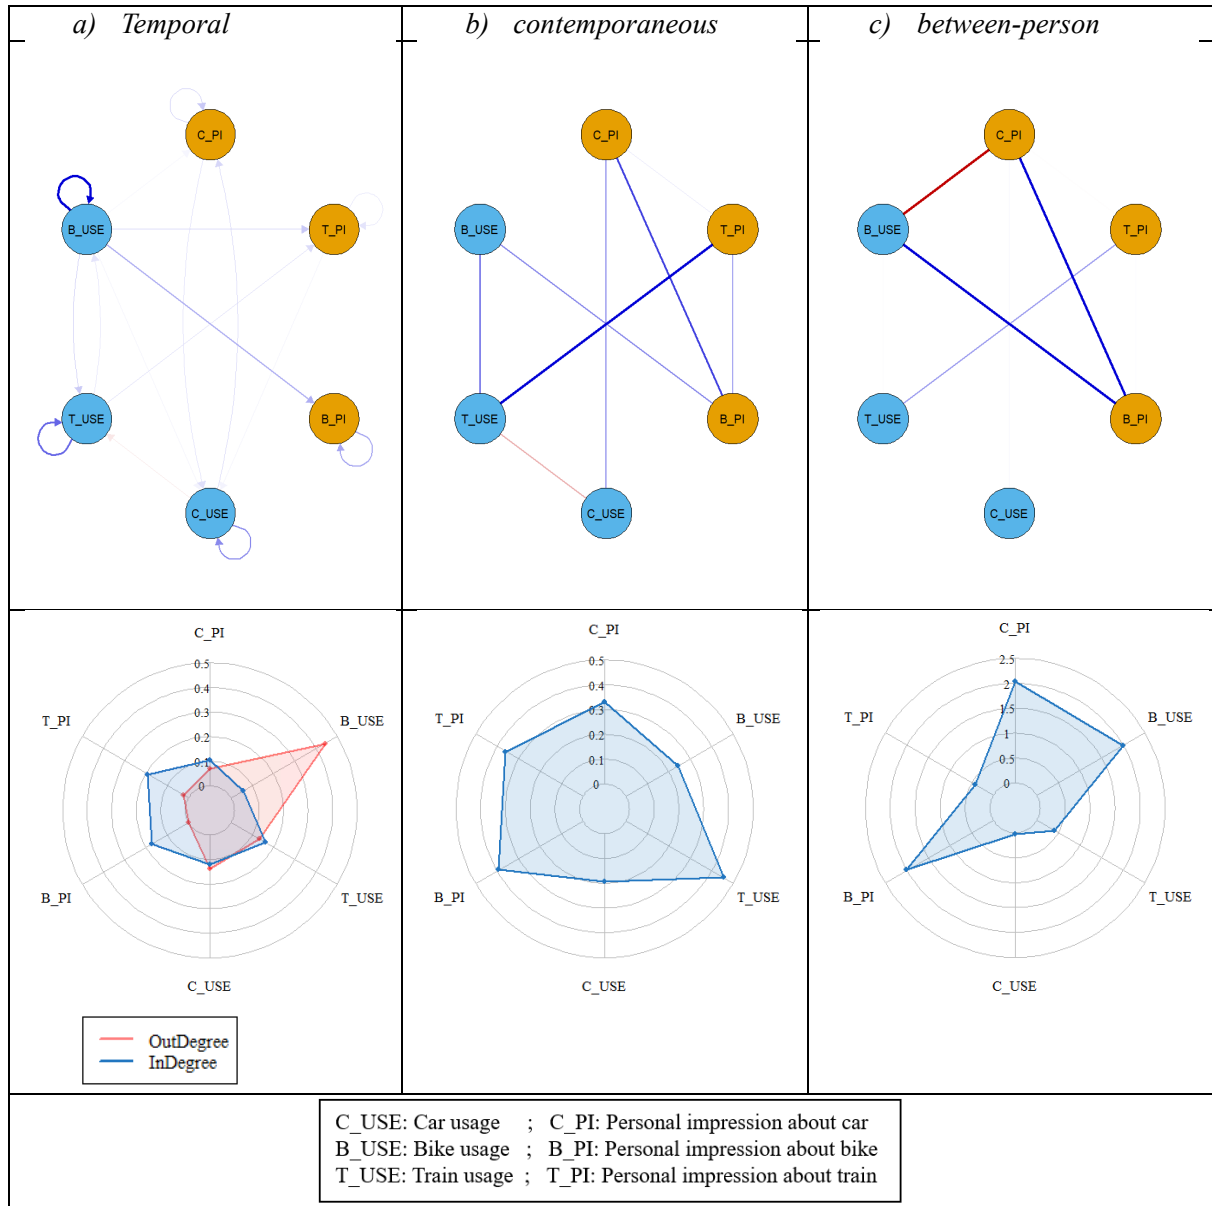 a) Temporal
b) contemporaneous
c) between-person
C_PI
B_USE
T_PI
T_USE
B_PI
C_USE
C_PI
B_USE
T_PI
T_USE
B_PI
C_USE
C_PI
B_USE
T_PI
T_USE
B_PI
C_USE
C_PI
0.5
0.4
0.3
0.2
0.1
0
T_PI
B_USE
B_PI
T_USE
C_USE
OutDegree
InDegree
C_PI
0.5
0.4
0.3
0.2
0.1
0
T_PI
B_USE
B_PI
T_USE
C_USE
C_PI
2.5
2
1.5
1
0.5
0
T_PI
B_USE
B_PI
T_USE
C_USE
C_USE: Car usage ; C_PI: Personal impression about car
B_USE: Bike usage ; B_PI: Personal impression about bike
T_USE: Train usage ; T_PI: Personal impression about train